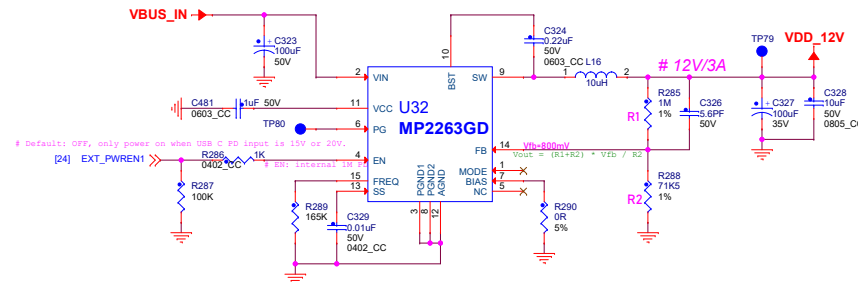 VBUS_IN
C323
100uF
50V
C481
1uF 50V
0603_CC
TP80
# Default: OFF, only power on when USB C PD input is 15V or 20V.
[24] EXT_PWREN1
R286
1K
0402_CC
# EN: internal 1M
R287
100K
R289
165K
C329
0.01uF
50V
0402_CC
2
11
6
4
15
13
VIN
VCC
PG
EN
FREQ
SS
U32
MP2263GD
BST
SW
FB
MODE
BIAS
NC
PGND1
PGND2
AGND
3
8
12
10
9
14
1
7
5
C324
0.22uF
50V
0603_CC
L16
1
2
10uH
# 12V/3A
TP79
VDD_12V
R285
1M
1%
R1
C326
5.6PF
50V
C327
100uF
35V
C328
10uF
50V
0805_CC
Vfb=800mV
Vout = (R1+R2) * Vfb / R2
R288
71K5
1%
R2
R290
0R
5%